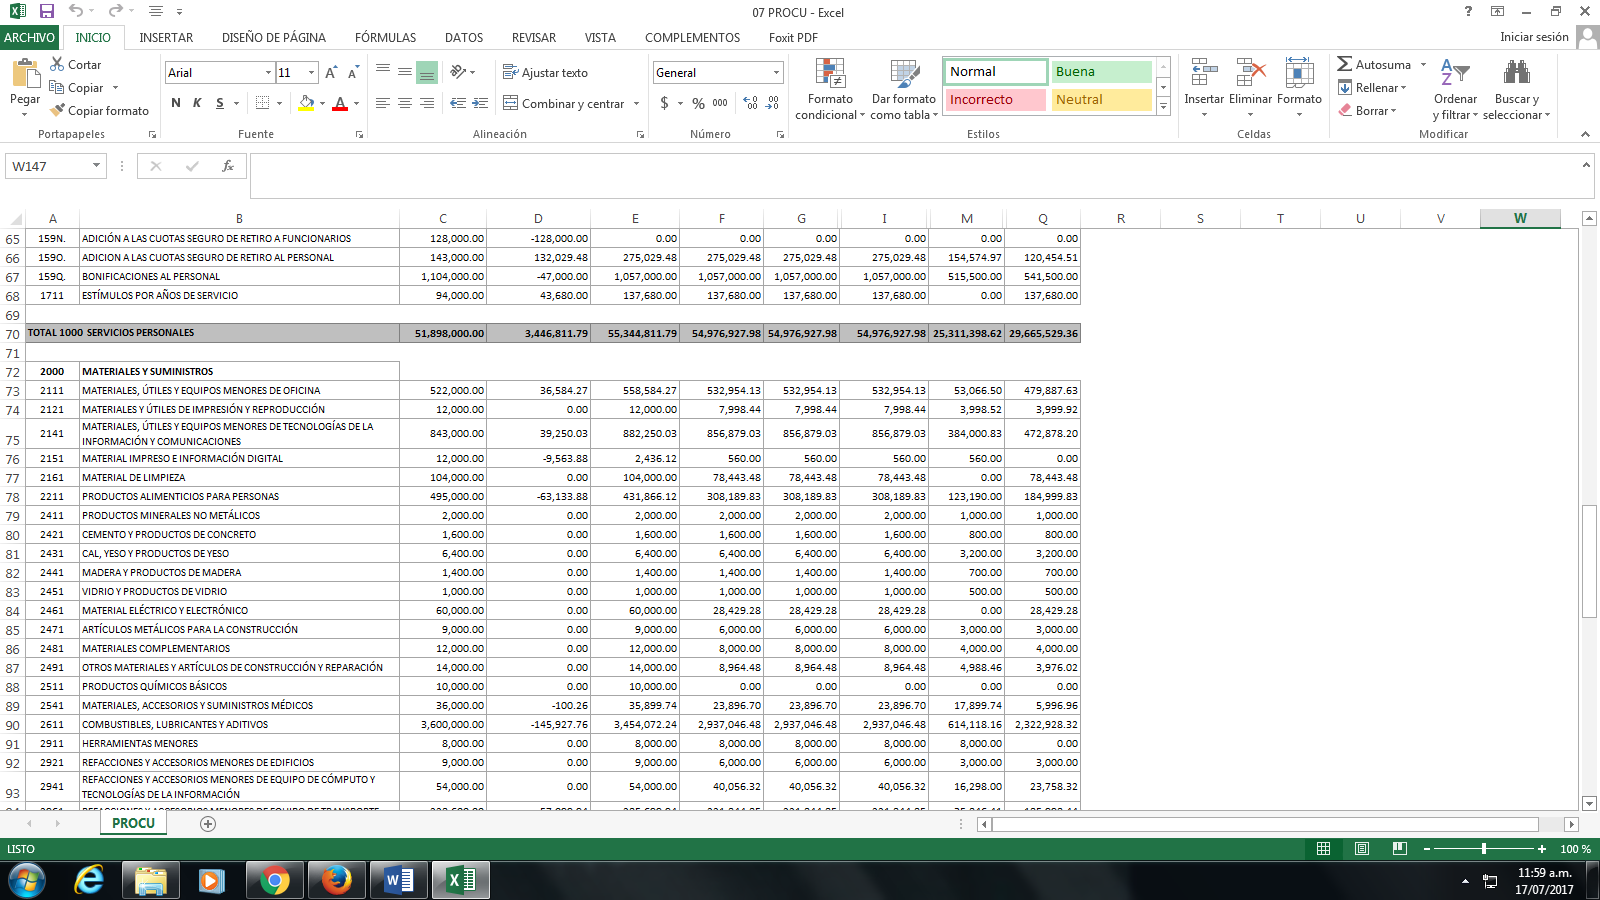 07 PROCU - Excel
?
ARCHIVO INICIO INSERTAR DISEÑO DE PÁGINA FÓRMULAS DATOS REVISAR VISTA COMPLEMENTOS Foxit PDF Iniciar sesión
Pegar Cortar Copiar Copiar formato
Arial 11
N K S
Ajustar texto
Combinar y centrar
General
$ % 000
Formato condicional Dar formato como tabla
Normal Buena
Incorrecto Neutral
Insertar Eliminar Formato
Autosuma Rellenar Borrar
Ordenar y filtrar Buscar y seleccionar
Portapapeles Fuente Alineación Número Estilos Celdas Modificar
W147 fx
A B C D E F G I M Q R S T U V W
65 159N. ADICIÓN A LAS CUOTAS SEGURO DE RETIRO A FUNCIONARIOS 128,000.00 -128,000.00 0.00 0.00 0.00 0.00 0.00 0.00
66 159O. ADICION A LAS CUOTAS SEGURO DE RETIRO AL PERSONAL 143,000.00 132,029.48 275,029.48 275,029.48 275,029.48 275,029.48 154,574.97 120,454.51
67 159Q. BONIFICACIONES AL PERSONAL 1,104,000.00 -47,000.00 1,057,000.00 1,057,000.00 1,057,000.00 1,057,000.00 515,500.00 541,500.00
68 1711 ESTÍMULOS POR AÑOS DE SERVICIO 94,000.00 43,680.00 137,680.00 137,680.00 137,680.00 137,680.00 0.00 137,680.00
69
70 TOTAL 1000 SERVICIOS PERSONALES 51,898,000.00 3,446,811.79 55,344,811.79 54,976,927.98 54,976,927.98 54,976,927.98 25,311,398.62 29,665,529.36
71
72 2000 MATERIALES Y SUMINISTROS
73 2111 MATERIALES, ÚTILES Y EQUIPOS MENORES DE OFICINA 522,000.00 36,584.27 558,584.27 532,954.13 532,954.13 532,954.13 53,066.50 479,887.63
74 2121 MATERIALES Y ÚTILES DE IMPRESIÓN Y REPRODUCCIÓN 12,000.00 0.00 12,000.00 7,998.44 7,998.44 7,998.44 3,998.52 3,999.92
75 2141 MATERIALES, ÚTILES Y EQUIPOS MENORES DE TECNOLOGÍAS DE LA
INFORMACIÓN Y COMUNICACIONES 843,000.00 39,250.03 882,250.03 856,879.03 856,879.03 856,879.03 384,000.83 472,878.20
76 2151 MATERIAL IMPRESO E INFORMACIÓN DIGITAL 12,000.00 -9,563.88 2,436.12 560.00 560.00 560.00 560.00 0.00
77 2161 MATERIAL DE LIMPIEZA 104,000.00 0.00 104,000.00 78,443.48 78,443.48 78,443.48 0.00 78,443.48
78 2211 PRODUCTOS ALIMENTICIOS PARA PERSONAS 495,000.00 -63,133.88 431,866.12 308,189.83 308,189.83 308,189.83 123,190.00 184,999.83
79 2411 PRODUCTOS MINERALES NO METÁLICOS 2,000.00 0.00 2,000.00 2,000.00 2,000.00 2,000.00 1,000.00 1,000.00
80 2421 CEMENTO Y PRODUCTOS DE CONCRETO 1,600.00 0.00 1,600.00 1,600.00 1,600.00 1,600.00 800.00 800.00
81 2431 CAL, YESO Y PRODUCTOS DE YESO 6,400.00 0.00 6,400.00 6,400.00 6,400.00 6,400.00 3,200.00 3,200.00
82 2441 MADERA Y PRODUCTOS DE MADERA 1,400.00 0.00 1,400.00 1,400.00 1,400.00 1,400.00 700.00 700.00
83 2451 VIDRIO Y PRODUCTOS DE VIDRIO 1,000.00 0.00 1,000.00 1,000.00 1,000.00 1,000.00 500.00 500.00
84 2461 MATERIAL ELÉCTRICO Y ELECTRÓNICO 60,000.00 0.00 60,000.00 28,429.28 28,429.28 28,429.28 0.00 28,429.28
85 2471 ARTÍCULOS METÁLICOS PARA LA CONSTRUCCIÓN 9,000.00 0.00 9,000.00 6,000.00 6,000.00 6,000.00 3,000.00 3,000.00
86 2481 MATERIALES COMPLEMENTARIOS 12,000.00 0.00 12,000.00 8,000.00 8,000.00 8,000.00 4,000.00 4,000.00
87 2491 OTROS MATERIALES Y ARTÍCULOS DE CONSTRUCCIÓN Y REPARACIÓN 14,000.00 0.00 14,000.00 8,964.48 8,964.48 8,964.48 4,988.46 3,976.02
88 2511 PRODUCTOS QUÍMICOS BÁSICOS 10,000.00 0.00 10,000.00 0.00 0.00 0.00 0.00 0.00
89 2541 MATERIALES, ACCESORIOS Y SUMINISTROS MÉDICOS 36,000.00 -100.26 35,899.74 23,896.70 23,896.70 23,896.70 17,899.74 5,996.96
90 2611 COMBUSTIBLES, LUBRICANTES Y ADITIVOS 3,600,000.00 -145,927.76 3,454,072.24 2,937,046.48 2,937,046.48 2,937,046.48 614,118.16 2,322,928.32
91 2911 HERRAMIENTAS MENORES 8,000.00 0.00 8,000.00 8,000.00 8,000.00 8,000.00 8,000.00 0.00
92 2921 REFACCIONES Y ACCESORIOS MENORES DE EDIFICIOS 9,000.00 0.00 9,000.00 6,000.00 6,000.00 6,000.00 3,000.00 3,000.00
93 2941 REFACCIONES Y ACCESORIOS MENORES DE EQUIPO DE CÓMPUTO Y
TECNOLOGÍAS DE LA INFORMACIÓN 54,000.00 0.00 54,000.00 40,056.32 40,056.32 40,056.32 16,298.00 23,758.32
PROCU
LISTO 100 %
11:59 a.m.
17/07/2017